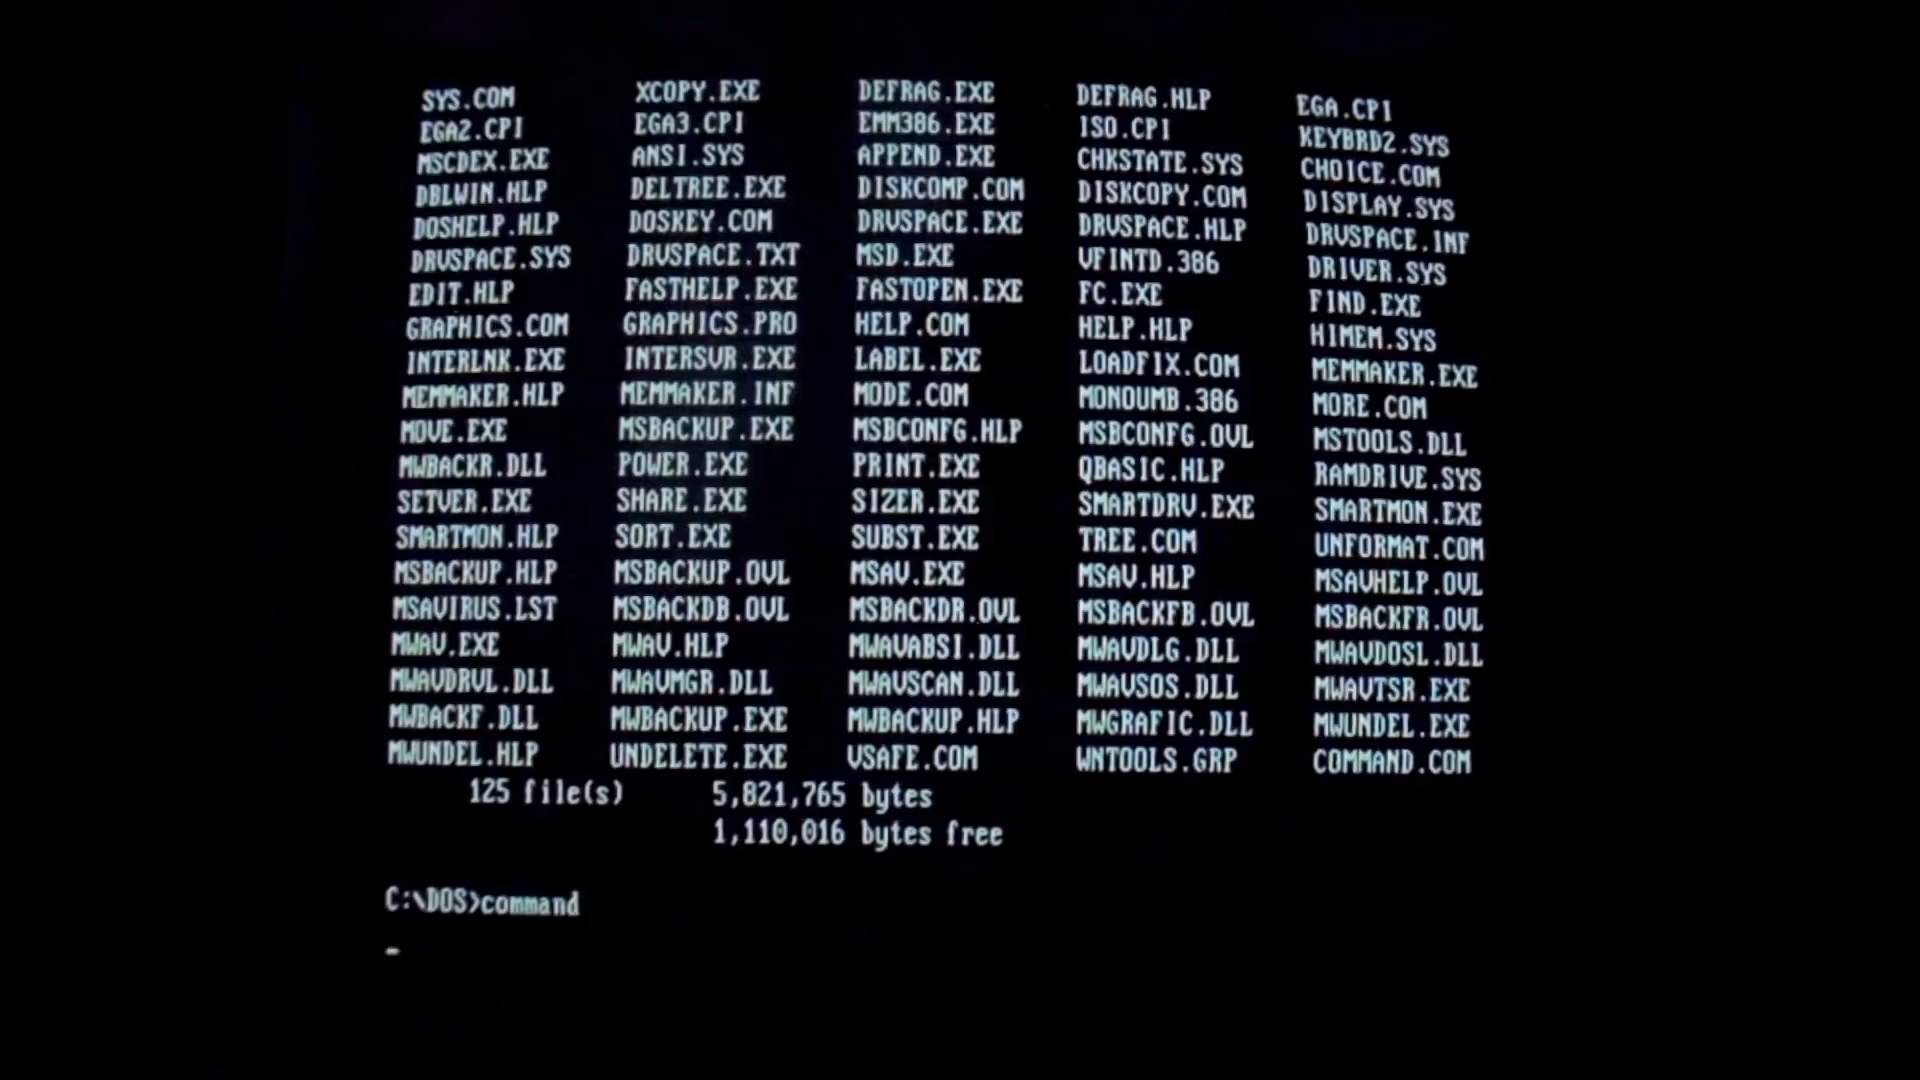 SYS.COM XCOPY.EXE DEFRAG.EXE DEFRAG.HLP EGA.CPI
EGA2.CPI EGA3.CPI EMM386.EXE ISO.CPI KEYBRD2.SYS
MSCDEX.EXE ANSI.SYS APPEND.EXE CHKSTATE.SYS CHOICE.COM
DBLWIN.HLP DELTREE.EXE DISKCOMP.COM DISKCOPY.COM DISPLAY.SYS
DOSHELP.HLP DOSKEY.COM DRVSPACE.EXE DRVSPACE.HLP DRVSPACE.INF
DRVSPACE.SYS DRVSPACE.TXT MSD.EXE VFINTD.386 DRIVER.SYS
EDIT.HLP FASTHELP.EXE FASTOPEN.EXE FC.EXE FIND.EXE
GRAPHICS.COM GRAPHICS.PRO HELP.COM HELP.HLP HIMEM.SYS
INTERLNK.EXE INTERSVR.EXE LABEL.EXE LOADFIX.COM MEMMAKER.EXE
MEMMAKER.HLP MEMMAKER.INF MODE.COM MONOUMB.386 MORE.COM
MOVE.EXE MSBACKUP.EXE MSBCONFG.HLP MSBCONFG.OVL MSTOOLS.DLL
MWBACKR.DLL POWER.EXE PRINT.EXE QBASIC.HLP RAMDRIVE.SYS
SETVER.EXE SHARE.EXE SIZER.EXE SMARTDRV.EXE SMARTMON.EXE
SMARTMON.HLP SORT.EXE SUBST.EXE TREE.COM UNFORMAT.COM
MSBACKUP.HLP MSBACKUP.OVL MSAV.EXE MSAV.HLP MSAVHELP.OVL
MSAVIRUS.LST MSBACKDB.OVL MSBACKDR.OVL MSBACKFB.OVL MSBACKFR.OVL
MWAV.EXE MWAV.HLP MWAVABSI.DLL MWAVDLG.DLL MWAVDOSL.DLL
MWAVDRVL.DLL MWAVMGR.DLL MWAVSCAN.DLL MWAVSOS.DLL MWAVTSR.EXE
MWBACKF.DLL MWBACKUP.EXE MWBACKUP.HLP MWGRAFIC.DLL MWUNDEL.EXE
MWUNDEL.HLP UNDELETE.EXE VSAFE.COM WNTOOLS.GRP COMMAND.COM
125 file(s) 5,821,765 bytes
1,110,016 bytes free
C:\DOS>command